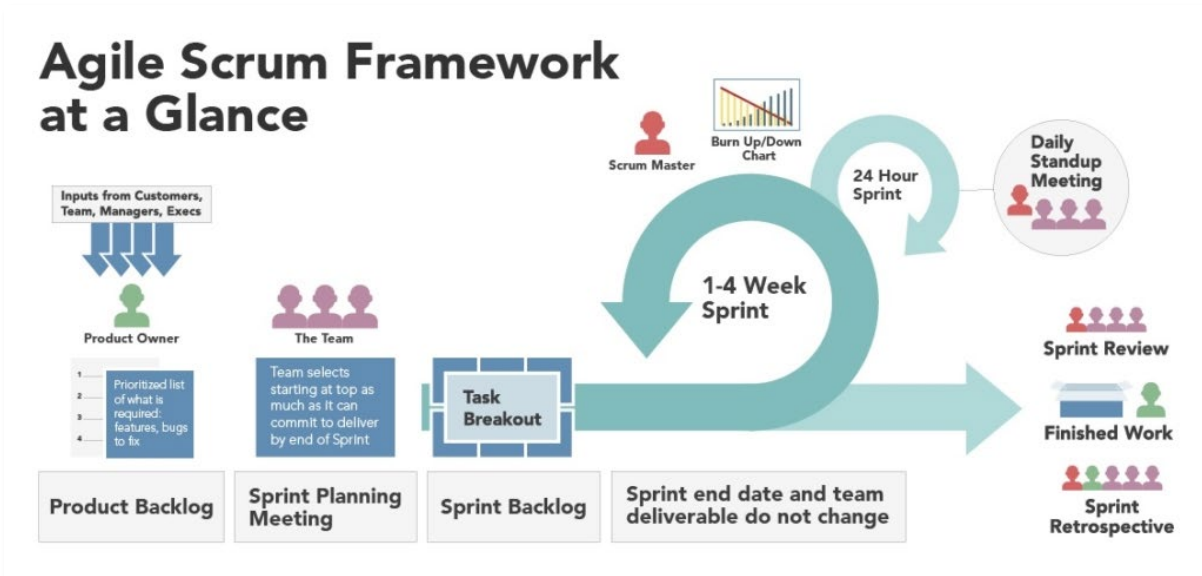 Agile Scrum Framework
at a Glance
Inputs from Customers,
Team, Managers, Execs
Product Owner
1
2
3
4
Prioritized list
of what is
required:
features, bugs
to fix
The Team
Team selects
starting at top as
much as it can
commit to deliver
by end of Sprint
Task
Breakout
Scrum Master
Burn Up/Down
Chart
1-4 Week
Sprint
24 Hour
Sprint
Daily
Standup
Meeting
Sprint Review
Finished Work
Sprint
Retrospective
Product Backlog
Sprint Planning
Meeting
Sprint Backlog
Sprint end date and team
deliverable do not change